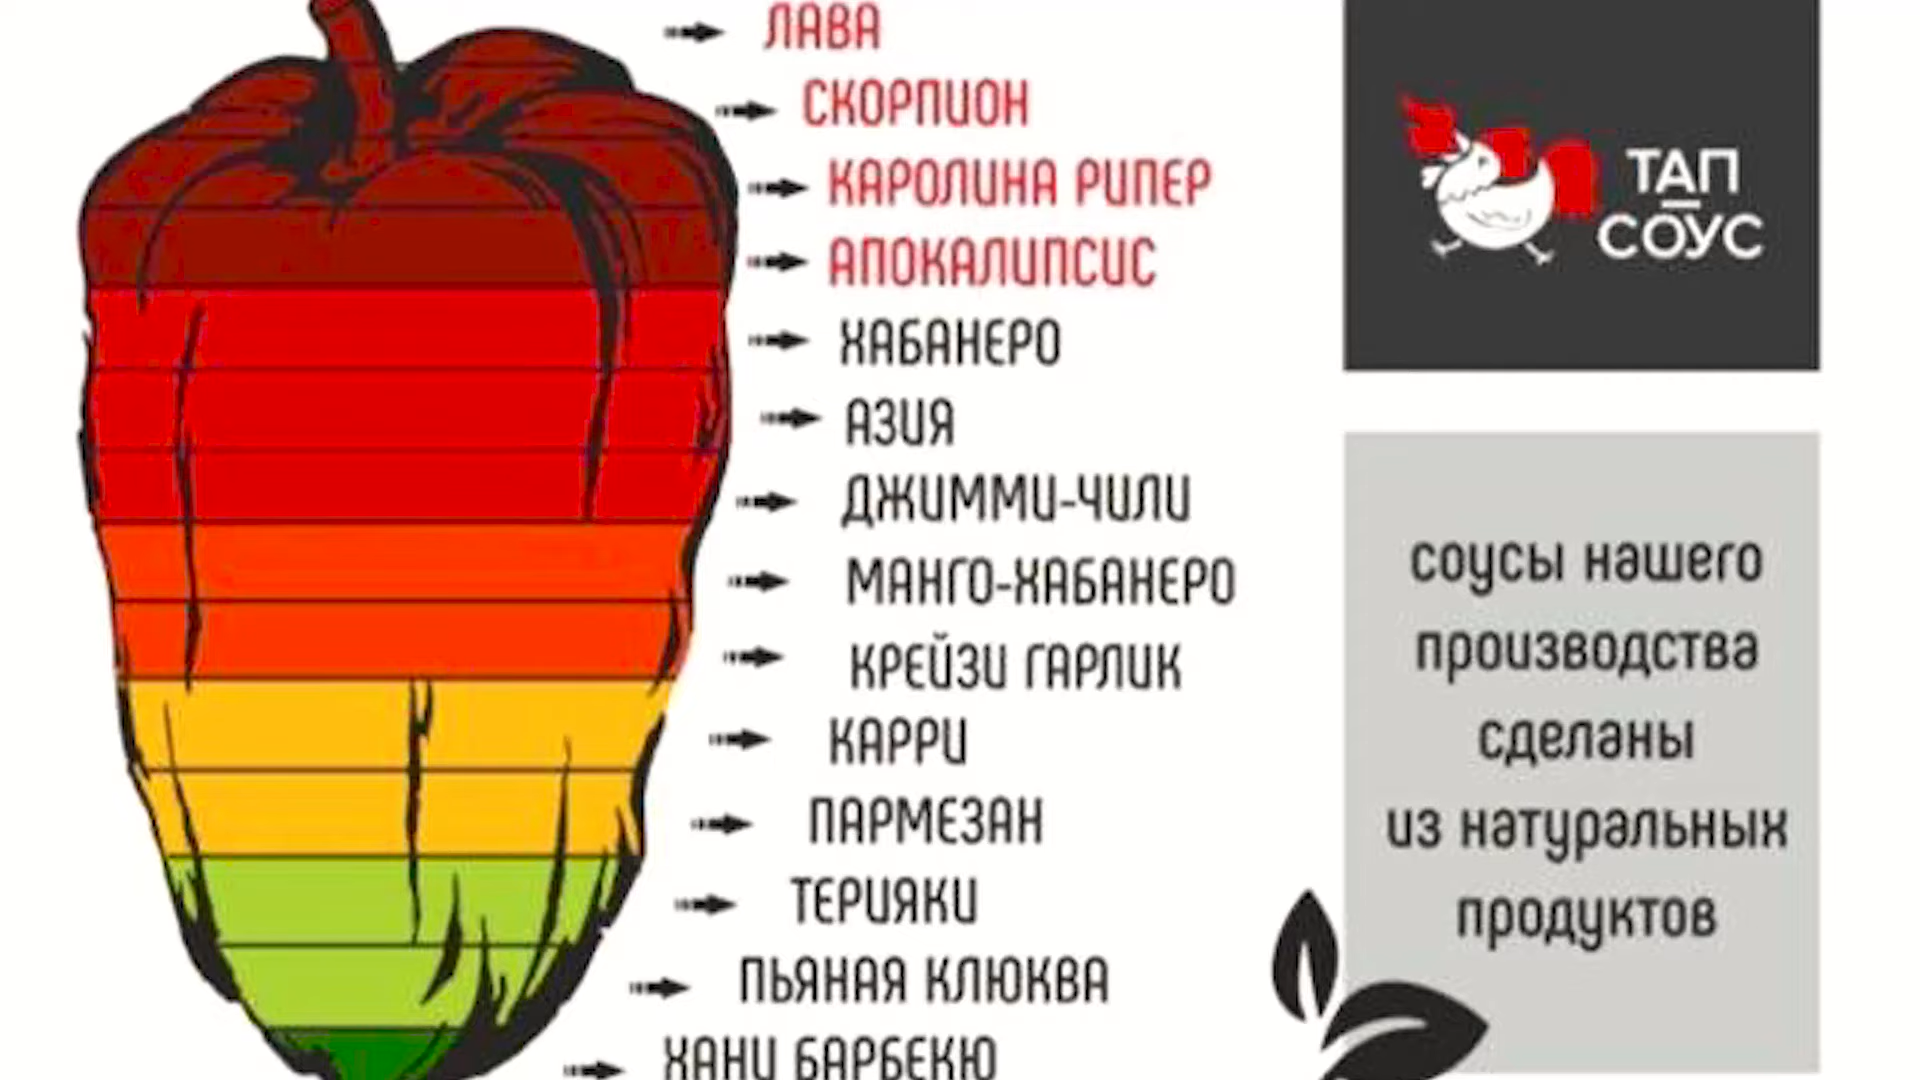 ЛАВА
СКОРПИОН
КАРОЛИНА РИПЕР
АПОКАЛИПСИС
ХАБАНЕРО
АЗИЯ
ДЖИММИ-ЧИЛИ
МАНГО-ХАБАНЕРО
КРЕЙЗИ ГАРЛИК
КАРРИ
ПАРМЕЗАН
ТЕРИЯКИ
ПЬЯНАЯ КЛЮКВА
ХАНИ БАРБЕКЮ
ТАП
СОУС
соусы нашего
производства
сделаны
из натуральных
продуктов